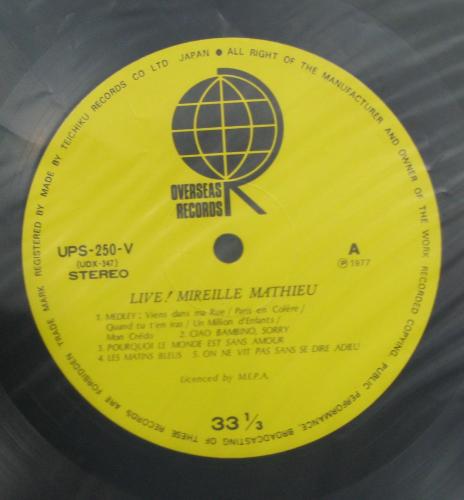 TRADE MARK REGISTERED BY MADE BY TEICHIKU RECORDS CO LTD JAPAN ● ALL RIGHT OF THE MANUFACTURER AND OWNER OF THE WORK RECORDED COPYING, PUBLIC PERFORMANCE, BROADCASTING OF THESE RECORDS ARE FORBIDDEN
OVERSEAS
RECORDS
UPS-250-V
(UDX-347)
STEREO
A
Ⓟ1977
LIVE! MIREILLE MATHIEU
1. MEDLEY; Viens dans ma Rue / Paris en Colère /
Quand tu t'en iras / Un Million d'Enfants /
Mon Crédo 2. CIAO BAMBINO, SORRY
3. POURQUOI LE MONDE EST SANS AMOUR
4. LES MATINS BLEUS 5. ON NE VIT PAS SANS SE DIRE ADIEU
Licenced by M.E.P.A.
33 1/3